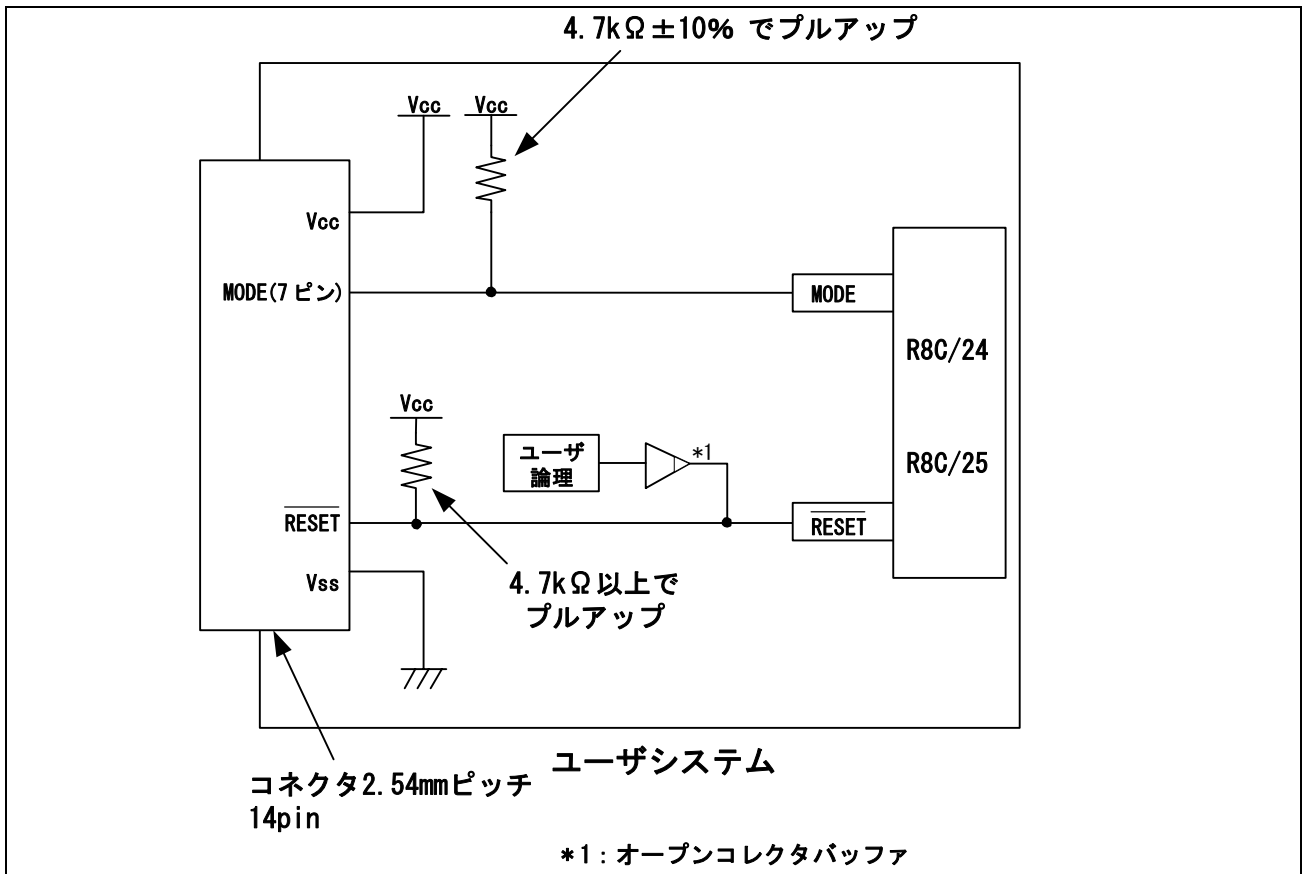 4.7kΩ±10% でプルアップ
Vcc
Vcc
Vcc
MODE(7 ピン)
MODE
R8C/24
Vcc
ユーザ
論理
*1
R8C/25
RESET
RESET
Vss
4.7kΩ以上で
プルアップ
ユーザシステム
コネクタ2.54mmピッチ
14pin
*1:オープンコレクタバッファ